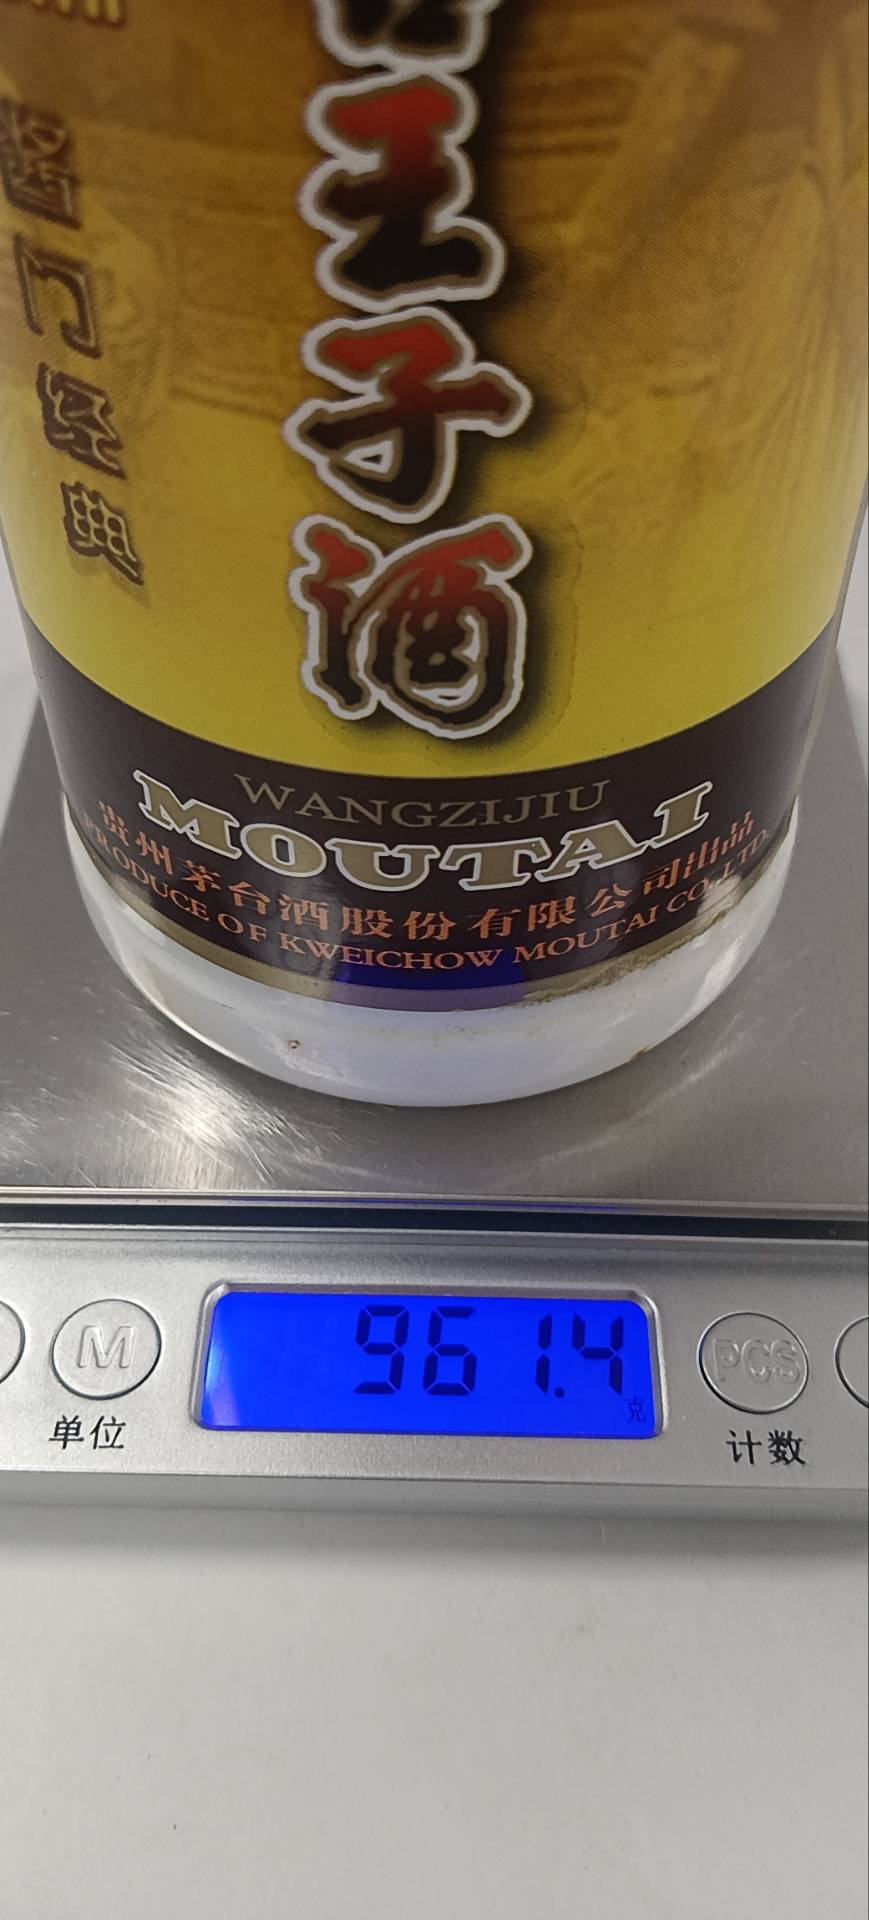 王子酒
酱门经典
WANGZIJIU
MOUTAI
贵州茅台酒股份有限公司出品
PRODUCE OF KWEICHOW MOUTAI CO.,LTD.
961.4
克
M
单位
PCS
计数